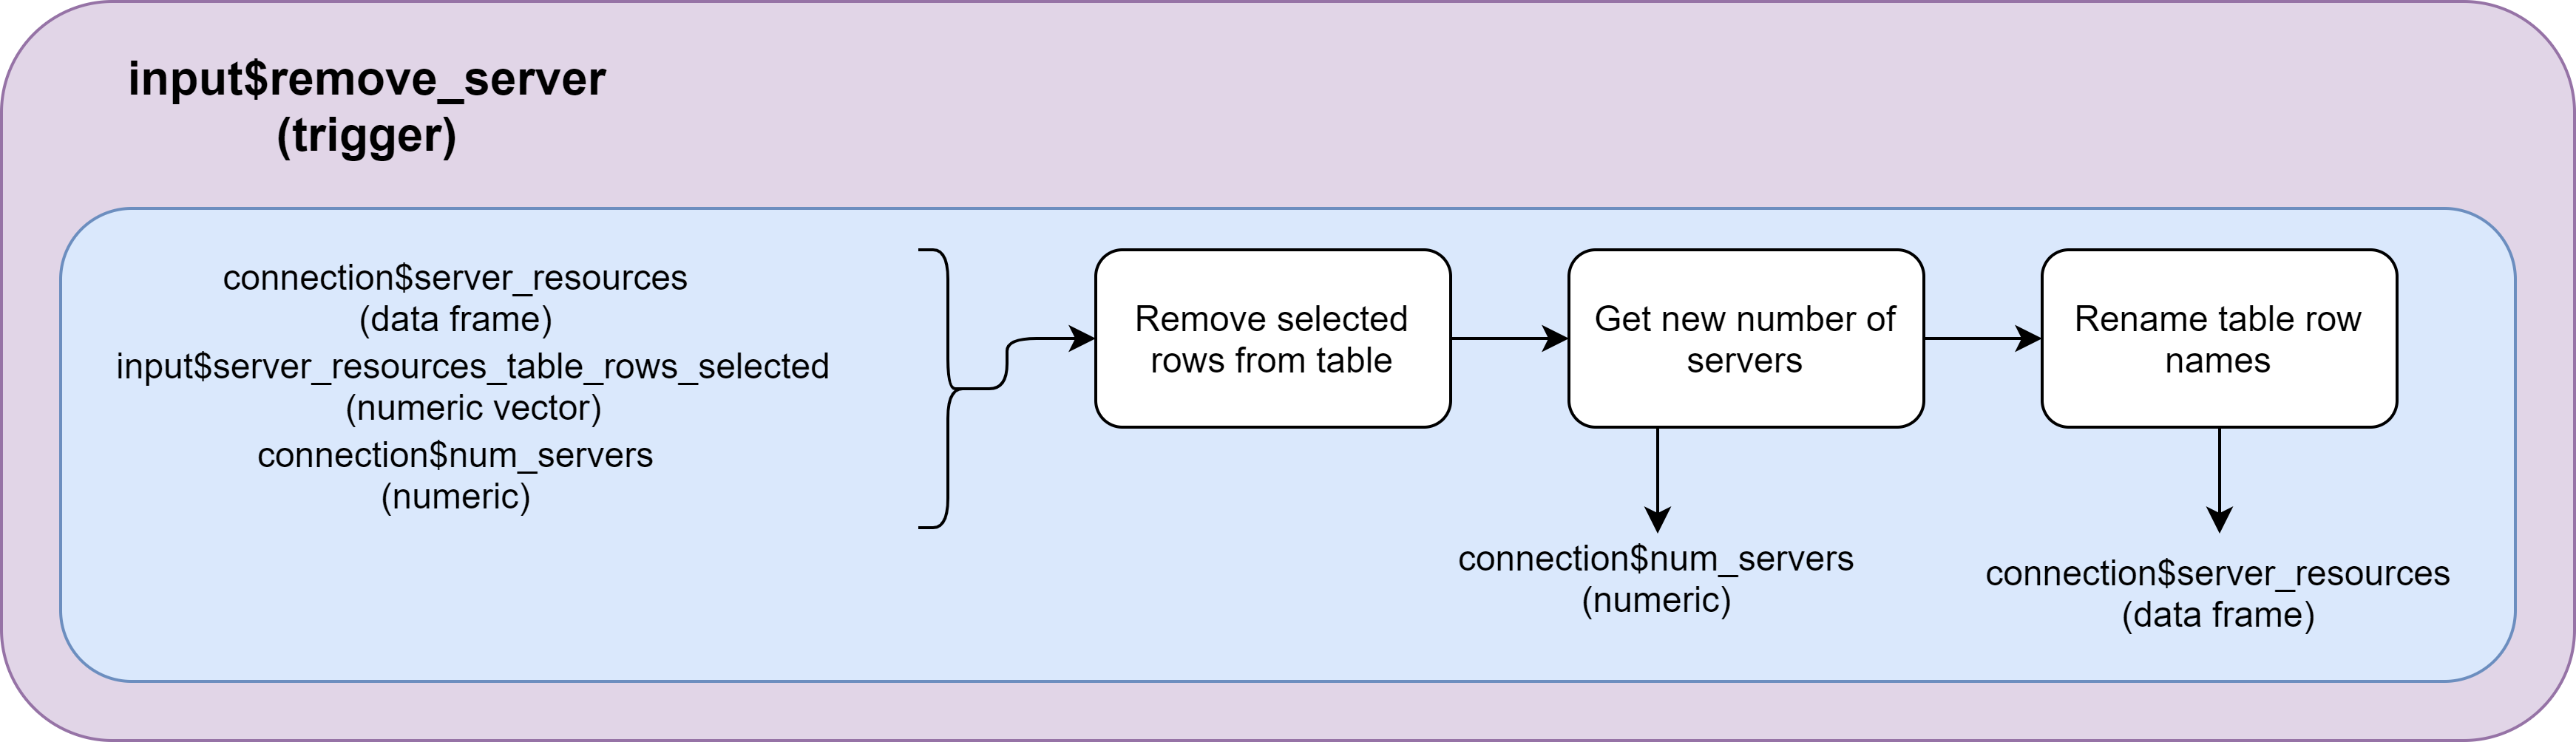 input$remove_server
(trigger)
connection$server_resources
(data frame)
input$server_resources_table_rows_selected
(numeric vector)
connection$num_servers
(numeric)
Remove selected
rows from table
Get new number of
servers
Rename table row
names
connection$num_servers
(numeric)
connection$server_resources
(data frame)